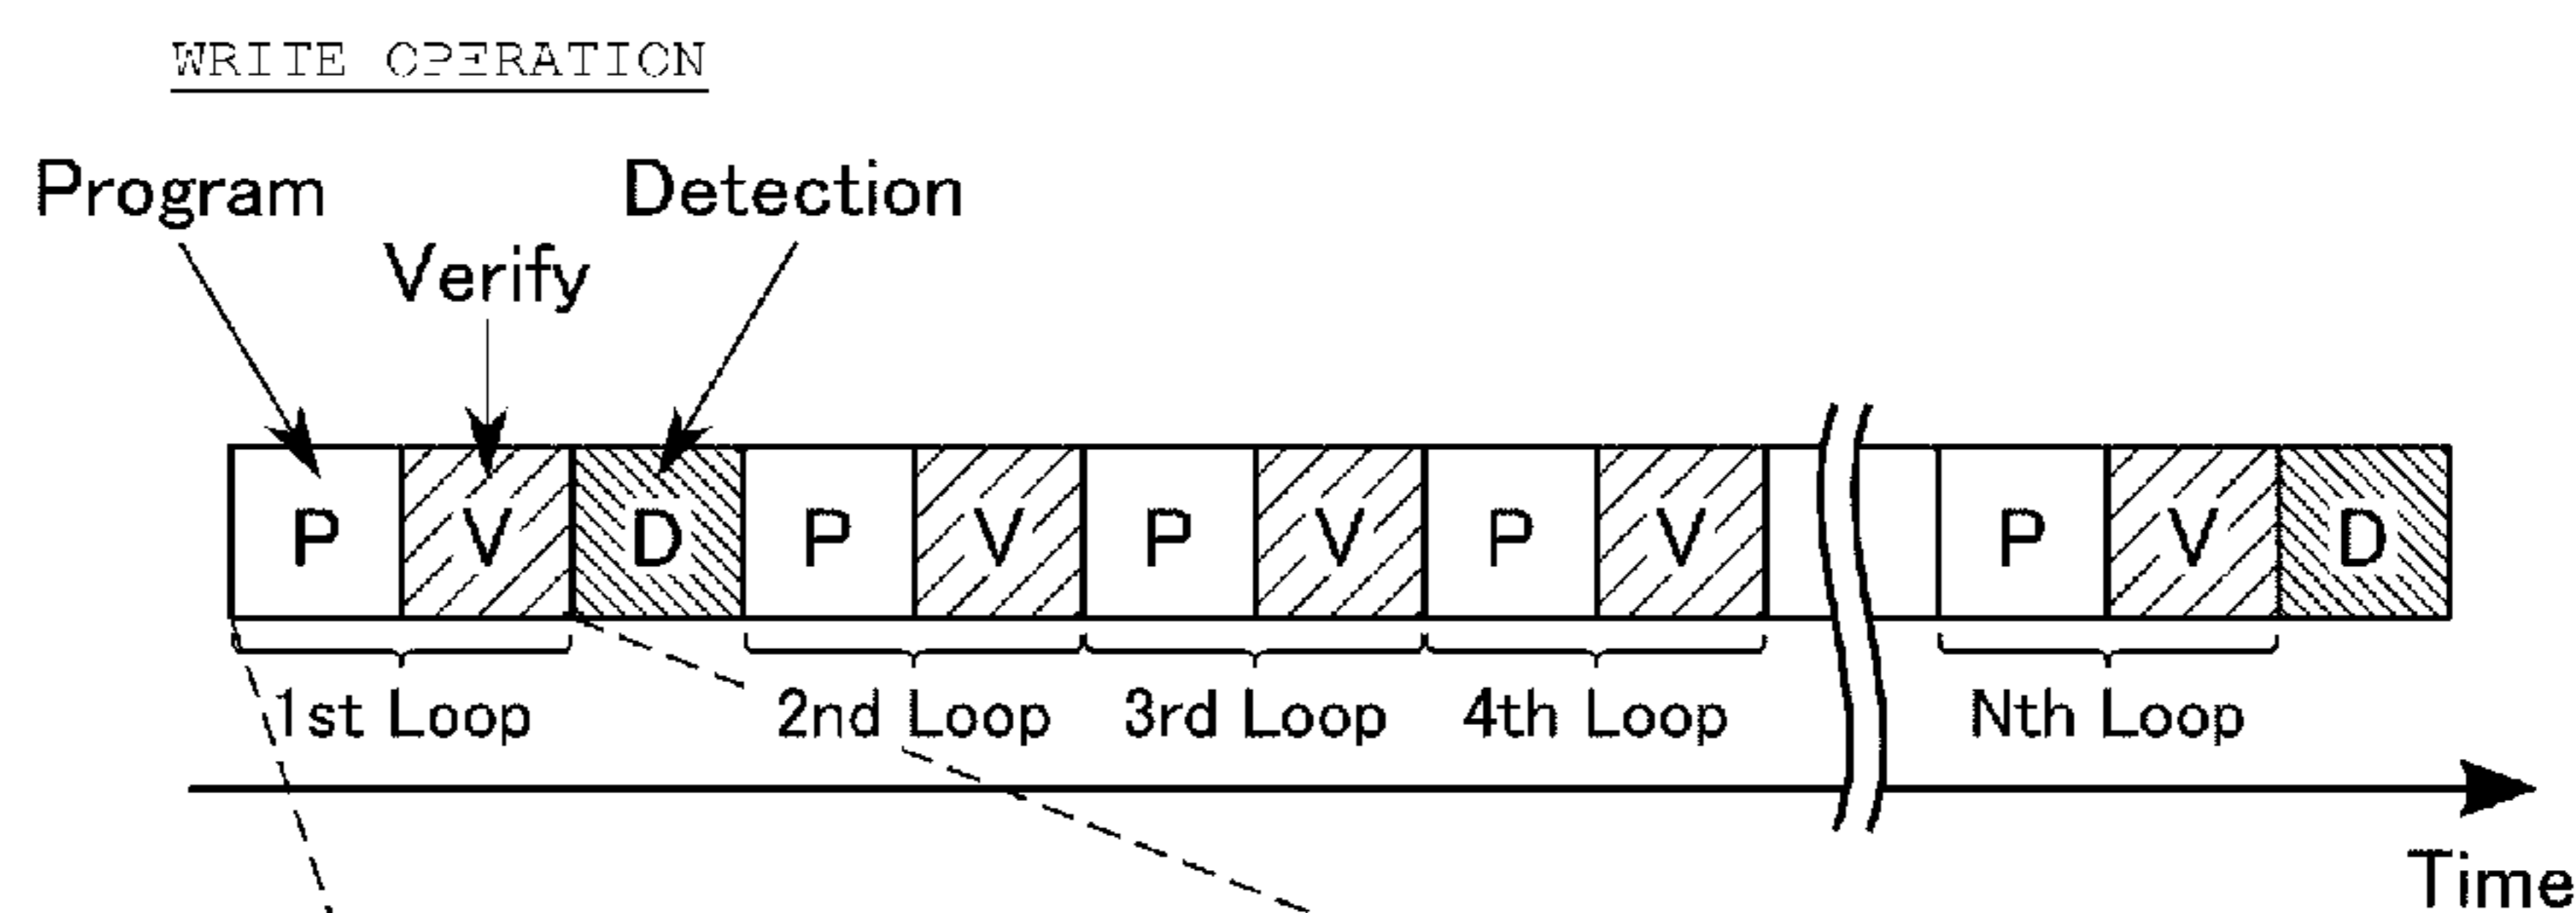 WRITE OPERATION
Program
Verify
Detection
P V D P V P V P V P V D
1st Loop 2nd Loop 3rd Loop 4th Loop Nth Loop
Time